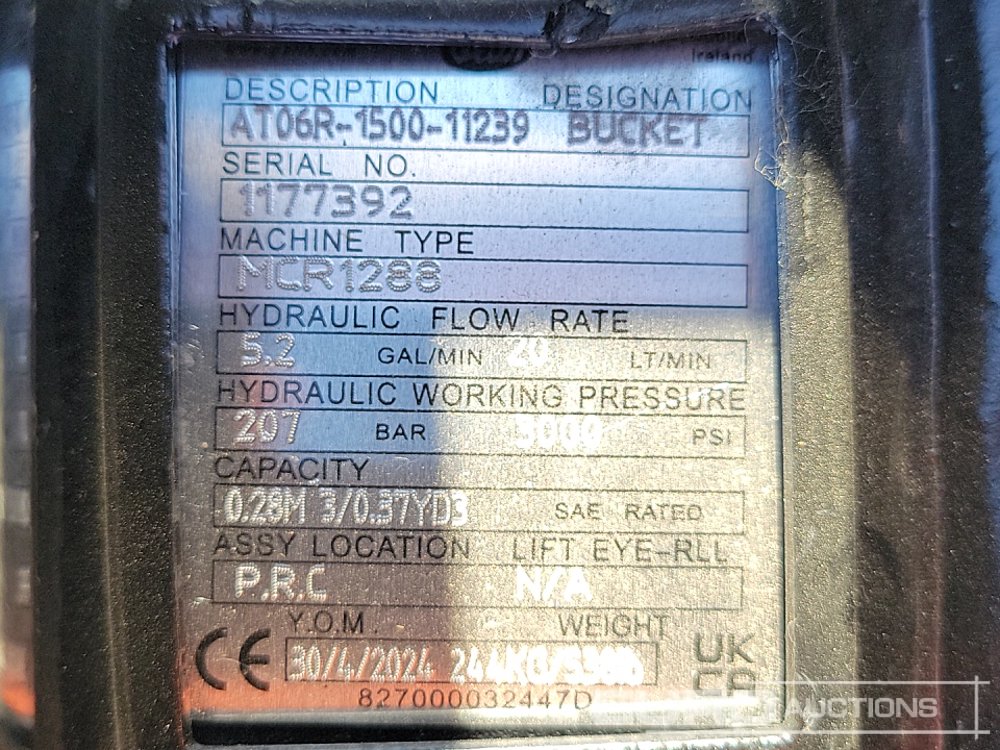 Ireland
DESCRIPTION DESIGNATION
AT06R-1500-11239 BUCKET
SERIAL NO.
1177392
MACHINE TYPE
MCR1288
HYDRAULIC FLOW RATE
5.2 GAL/MIN 20 LT/MIN
HYDRAULIC WORKING PRESSURE
207 BAR 3000 PSI
CAPACITY
0.28M 3/0.37YD3 SAE RATED
ASSY LOCATION LIFT EYE-RLL
P.R.C N/A
Y.O.M. WEIGHT
CE 30/4/2024 UK
CA
827000032447D
AUCTIONS